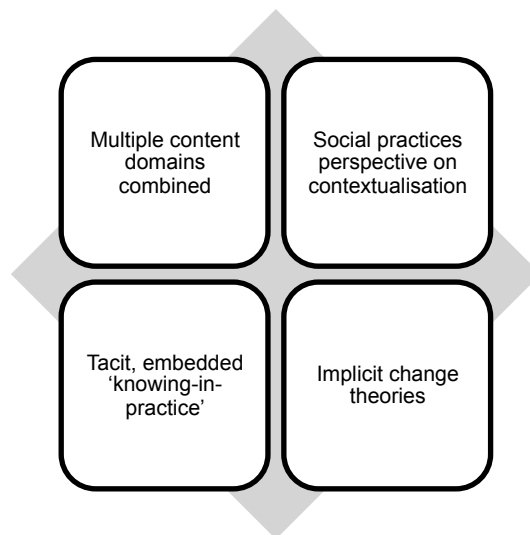 Multiple content
domains
combined
Social practices
perspective on
contextualisation
Tacit, embedded
‘knowing-in-
practice’
Implicit change
theories